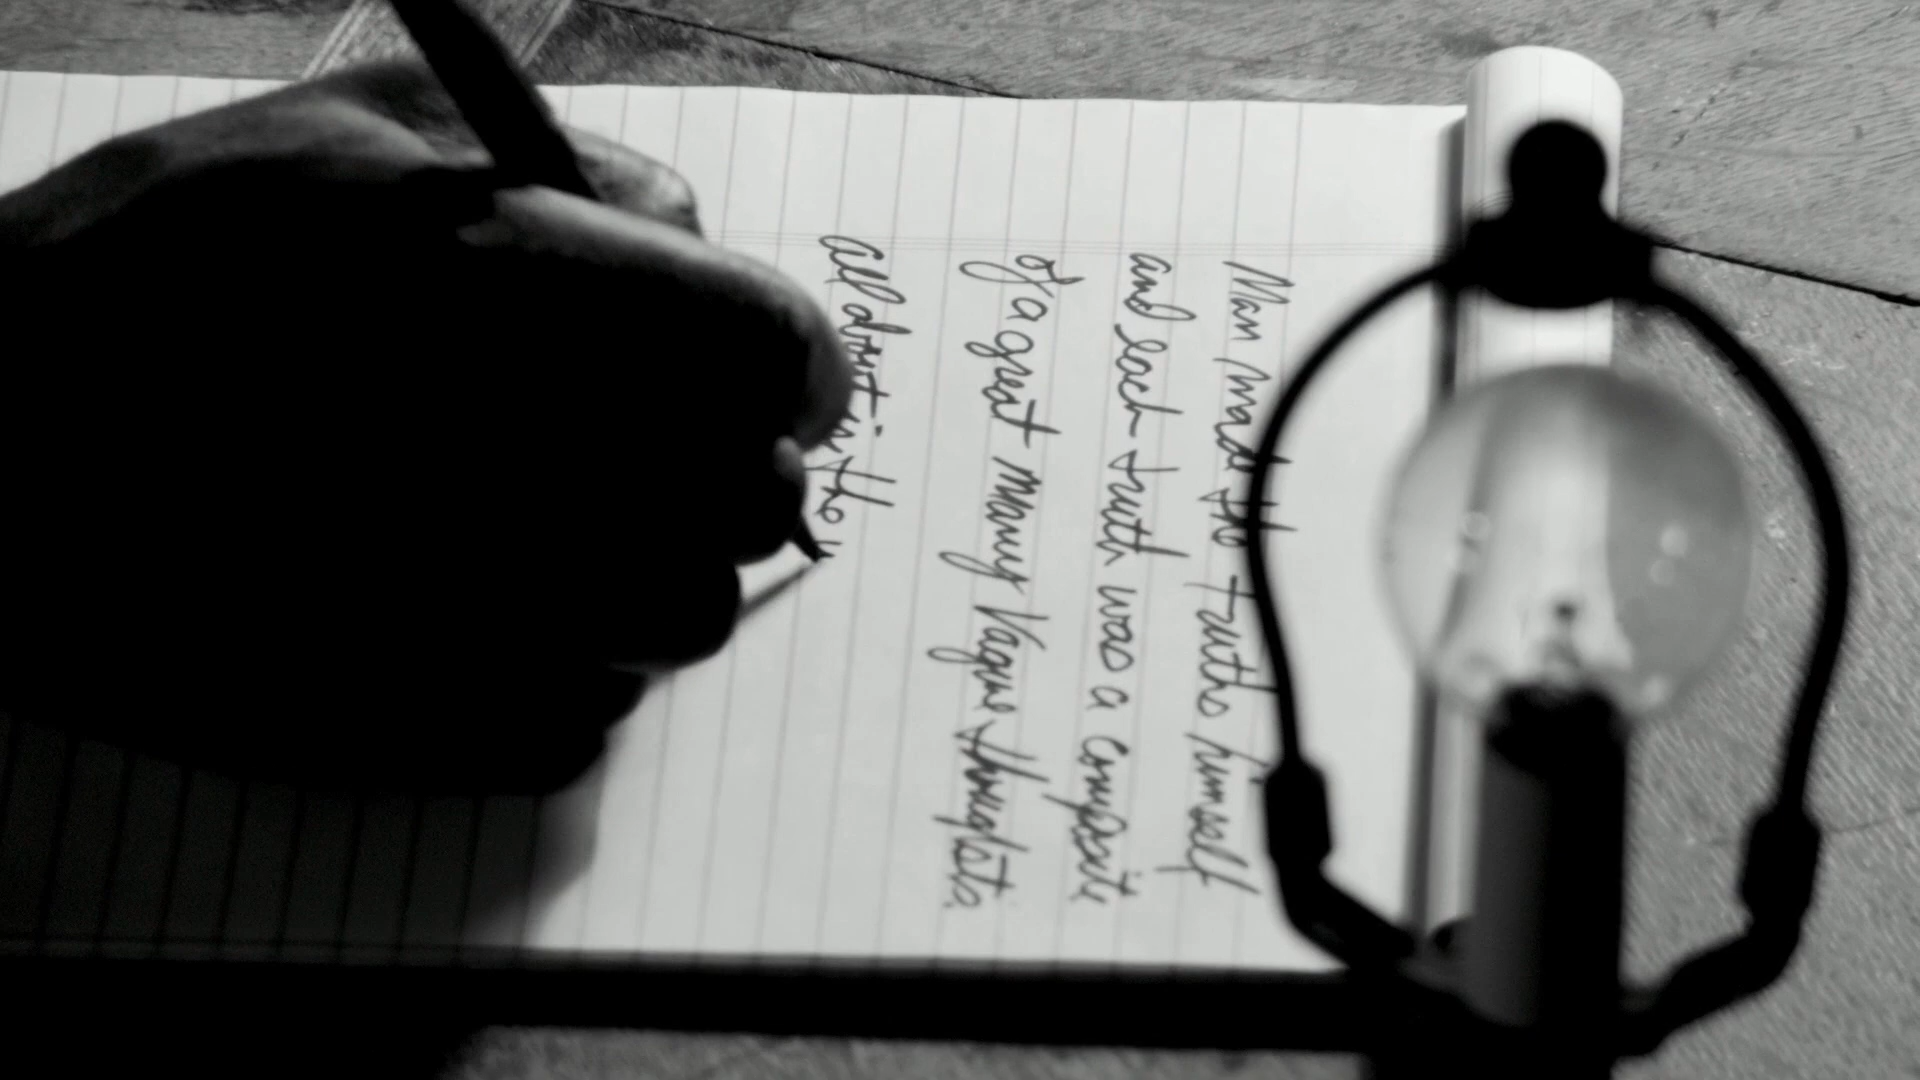 Man made the truths himself
and each truth was a composite
of a great many Vague thoughts.
all about in the